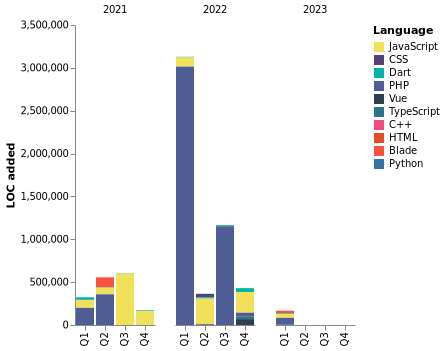 2021 2022 2023
Language
JavaScript
CSS
Dart
PHP
Vue
TypeScript
C++
HTML
Blade
Python
LOC added
3,500,000
3,000,000
2,500,000
2,000,000
1,500,000
1,000,000
500,000
0
Q1 Q2 Q3 Q4 Q1 Q2 Q3 Q4 Q1 Q2 Q3 Q4